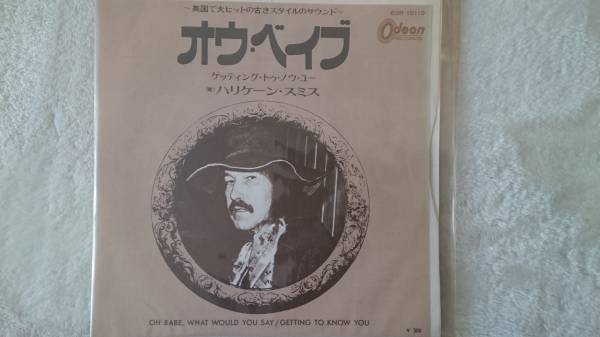 ～英国で大ヒットの古きスタイルのサウンド～
EOR-10110
Odeon
オウ・ベイブ
ゲッティング・トゥ・ノウ・ユー
ハリケーン・スミス
OH BABE, WHAT WOULD YOU SAY/GETTING TO KNOW YOU